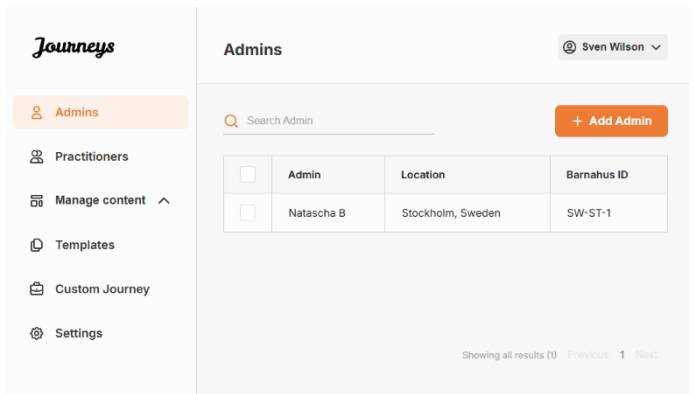 Journeys
Admins
Sven Wilson
Admins
Practitioners
Manage content
Templates
Custom Journey
Settings
Search Admin
+ Add Admin
Admin Location Barnahus ID
Natascha B Stockholm, Sweden SW-ST-1
Showing all results (1) Previous 1 Next